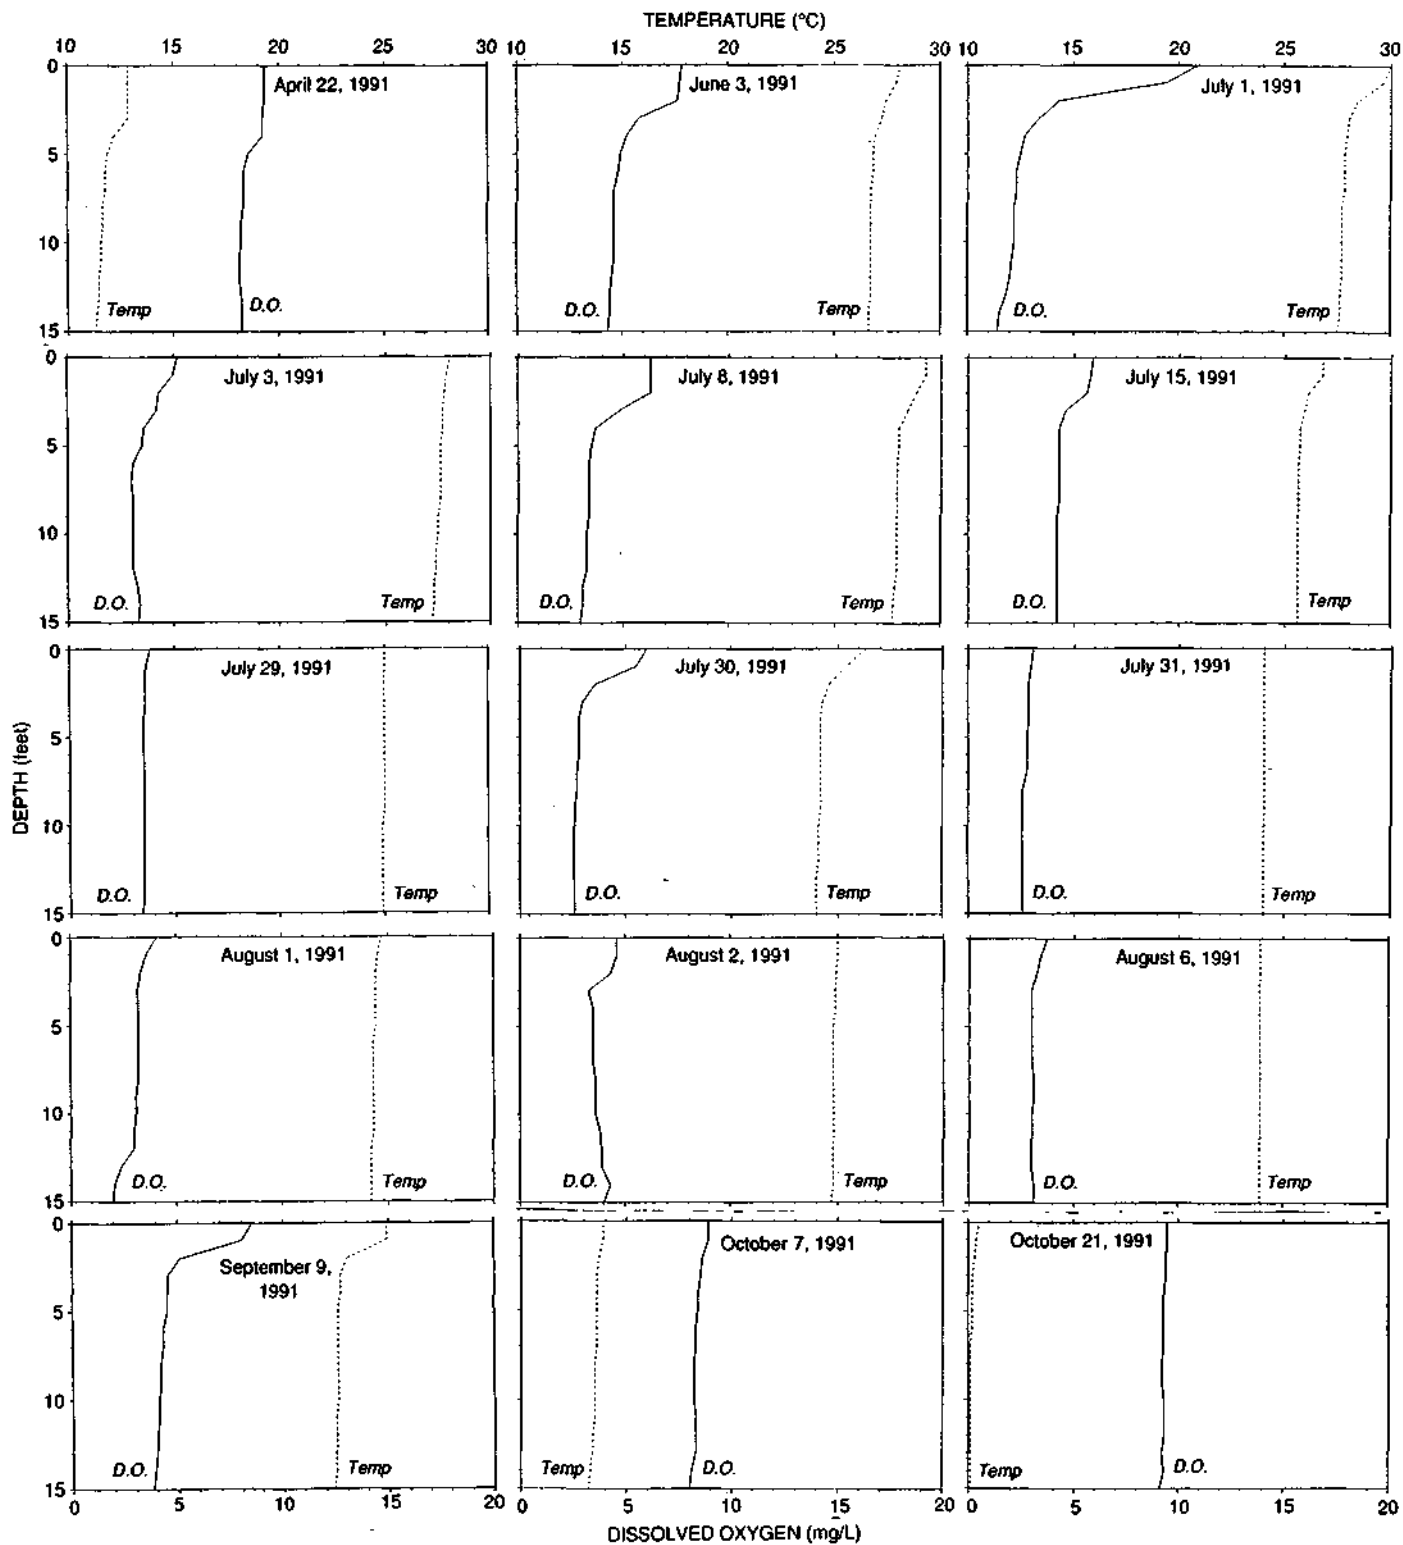 TEMPERATURE (°C)
10 15 20 25 30 10 15 20 25 30 10 15 20 25 30
0 April 22, 1991 June 3, 1991 July 1, 1991
5
10
Temp D.O. D.O. Temp D.O. Temp
15
0 July 3, 1991 July 8, 1991 July 15, 1991
5
10
D.O. Temp D.O. Temp D.O. Temp
15
0 July 29, 1991 July 30, 1991 July 31, 1991
5
DEPTH (feet)
10
D.O. Temp D.O. Temp D.O. Temp
15
0 August 1, 1991 August 2, 1991 August 6, 1991
5
10
D.O. Temp D.O. Temp D.O. Temp
15
0 September 9, 1991 October 7, 1991 October 21, 1991
5
10
D.O. Temp Temp D.O. Temp D.O.
15
0 5 10 15 20 0 5 10 15 20 0 5 10 15 20
DISSOLVED OXYGEN (mg/L)